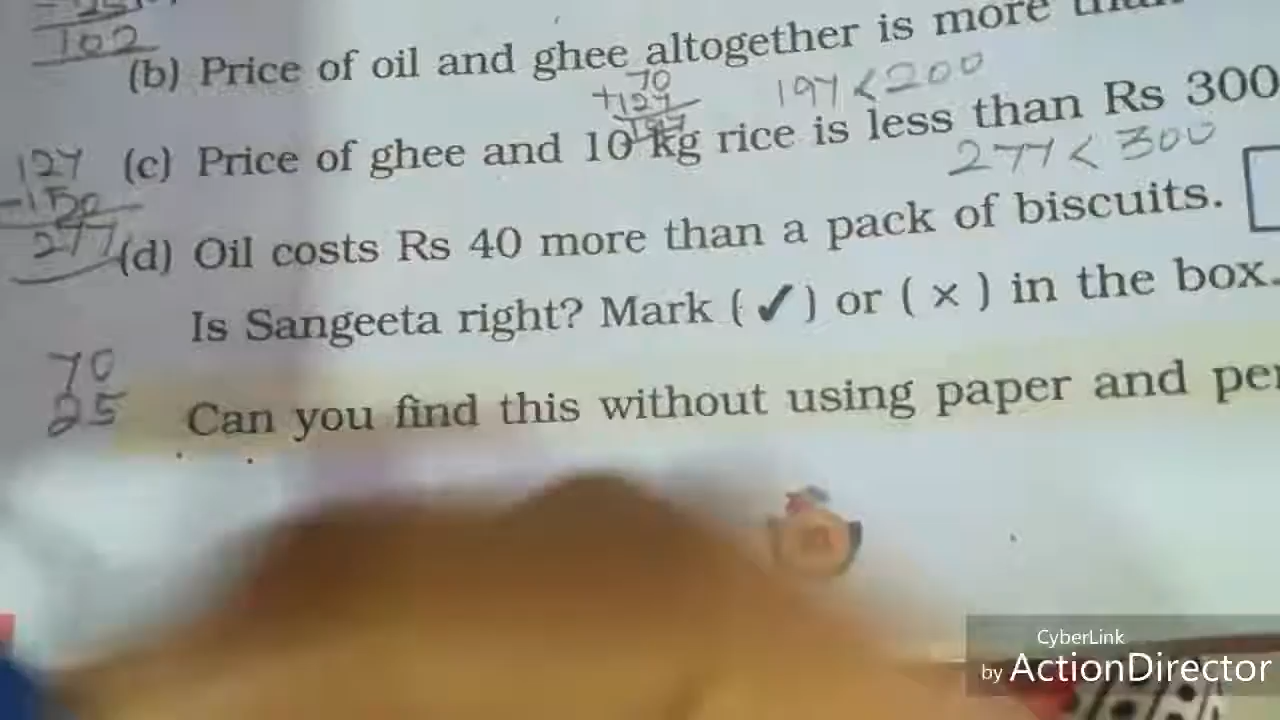 102
(b) Price of oil and ghee altogether is more
70
+127
197
197 < 200
(c) Price of ghee and 10 kg rice is less than Rs 300
277 < 300
127
-150
277
(d) Oil costs Rs 40 more than a pack of biscuits.
Is Sangeeta right? Mark (✓) or (×) in the box.
70
25
Can you find this without using paper and
CyberLink
by ActionDirector